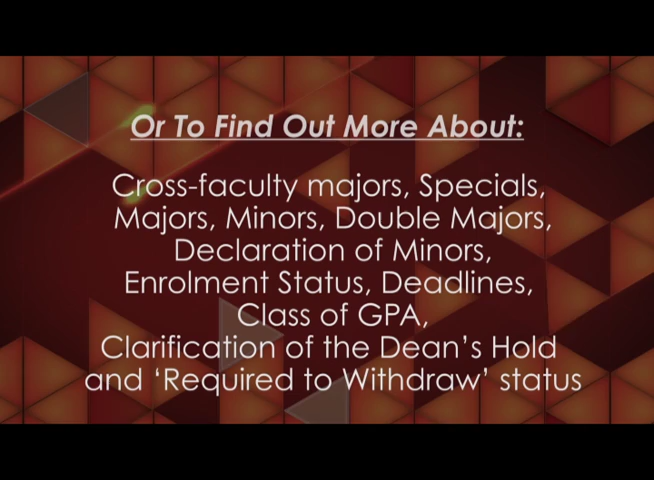 Or To Find Out More About:
Cross-faculty majors, Specials,
Majors, Minors, Double Majors,
Declaration of Minors,
Enrolment Status, Deadlines,
Class of GPA,
Clarification of the Dean’s Hold
and ‘Required to Withdraw’ status